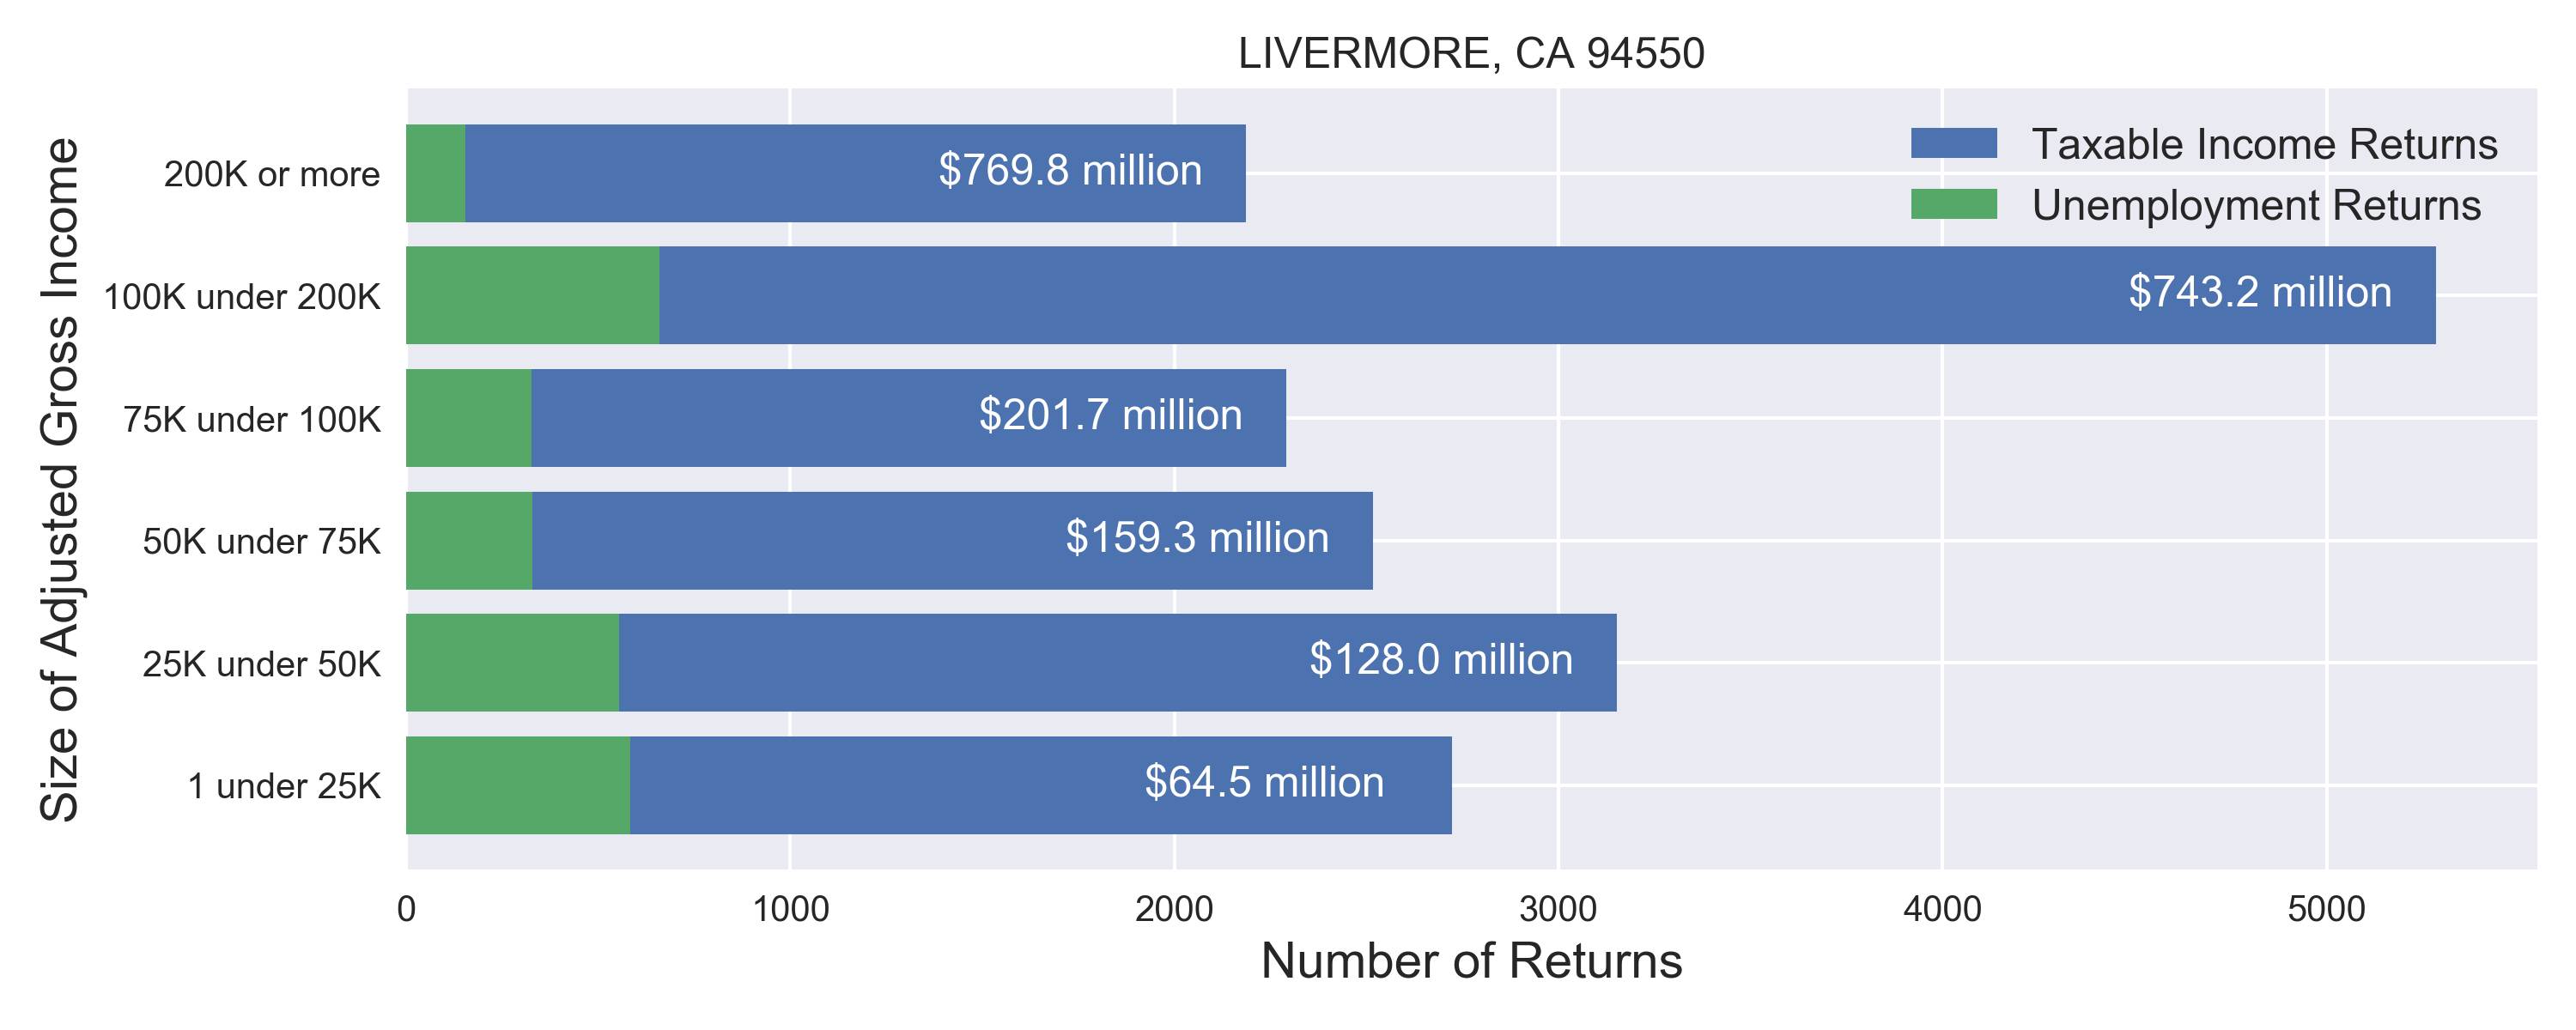 LIVERMORE, CA 94550
Taxable Income Returns
Unemployment Returns
Size of Adjusted Gross Income
200K or more
$769.8 million
100K under 200K
$743.2 million
75K under 100K
$201.7 million
50K under 75K
$159.3 million
25K under 50K
$128.0 million
1 under 25K
$64.5 million
0 1000 2000 3000 4000 5000
Number of Returns